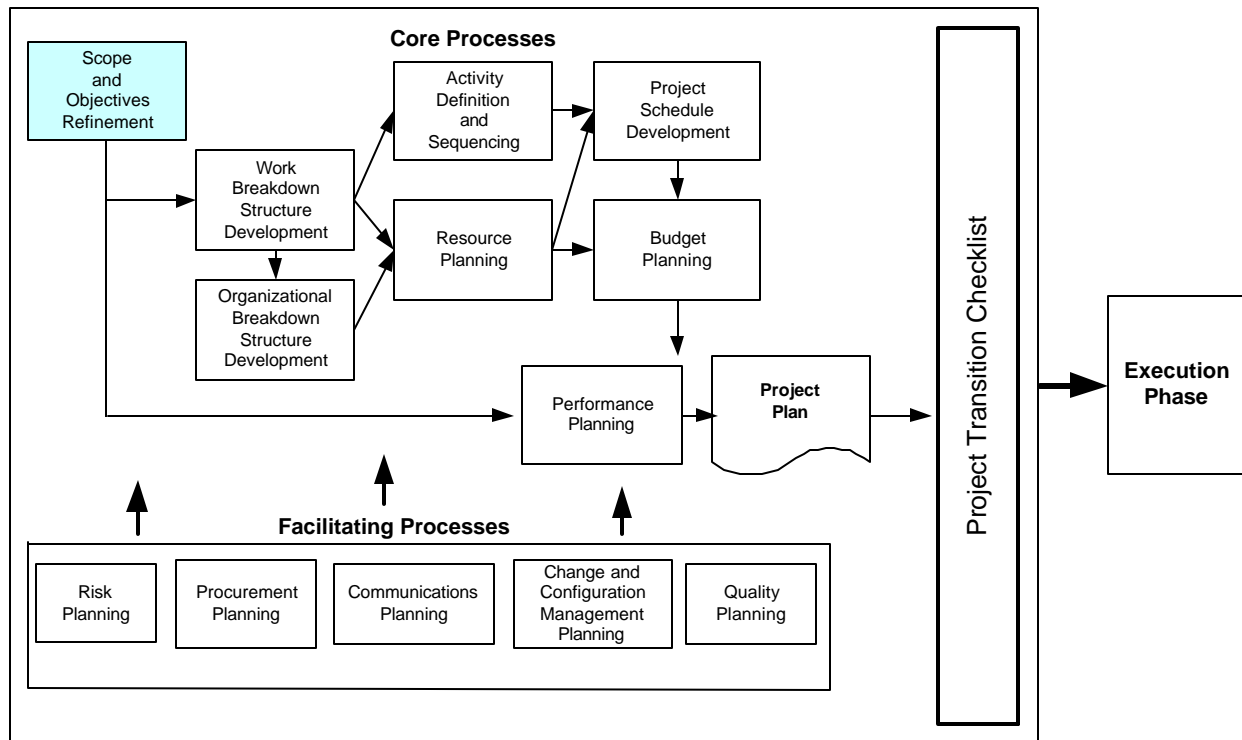 Core Processes
Scope
and
Objectives
Refinement
Activity
Definition
and
Sequencing
Project
Schedule
Development
Work
Breakdown
Structure
Development
Resource
Planning
Budget
Planning
Organizational
Breakdown
Structure
Development
Performance
Planning
Project
Plan
Project Transition Checklist
Execution
Phase
Facilitating Processes
Risk
Planning
Procurement
Planning
Communications
Planning
Change and
Configuration
Management
Planning
Quality
Planning